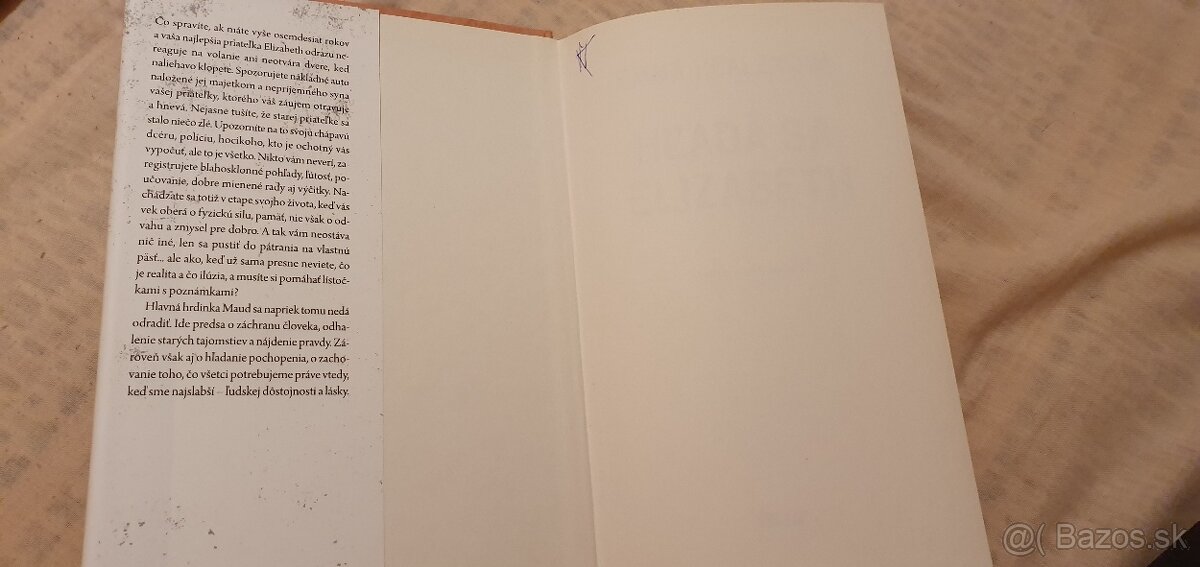 Čo spravíte, ak máte vyše osemdesiat rokov
a vaša najlepšia priateľka Elizabeth odrazu ne-
reaguje na volanie ani neotvára dvere, keď
naliehavo klopete. Spozorujete nákladné auto
naložené jej majetkom a nepríjemného syna
vašej priateľky, ktorého váš záujem otravuje
a hnevá. Nejasne tušíte, že starej priateľke sa
stalo niečo zlé. Upozorníte na to svoju chápavú
dcéru, políciu, hocikoho, kto je ochotný vás
vypočuť, ale to je všetko. Nikto vám neverí, za-
registrujete blahosklonné pohľady, ľútosť, po-
učovanie, dobre mienené rady aj výčitky. Na-
chádzate sa totiž v etape svojho života, keď vás
vek oberá o fyzickú silu, pamäť, nie však o od-
vahu a zmysel pre dobro. A tak vám neostáva
nič iné, len sa pustiť do pátrania na vlastnú
päsť... ale ako, keď už sama presne neviete, čo
je realita a čo ilúzia, a musíte si pomáhať lístoč-
kami s poznámkami?
Hlavná hrdinka Maud sa napriek tomu nedá
odradiť. Ide predsa o záchranu človeka, odha-
lenie starých tajomstiev a nájdenie pravdy. Zá-
roveň však aj o hľadanie pochopenia, o zacho-
vanie toho, čo všetci potrebujeme práve vtedy,
keď sme najslabší – ľudskej dôstojnosti a lásky.
@( Bazos.sk